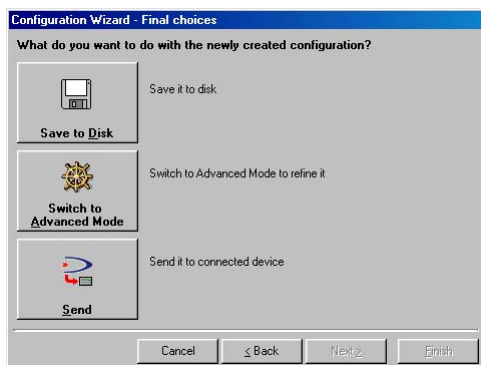 Configuration Wizard - Final choices
What do you want to do with the newly created configuration?
Save it to disk
Save to Disk
Switch to Advanced Mode to refine it
Switch to
Advanced Mode
Send it to connected device
Send
Cancel
< Back
Next >
Finish